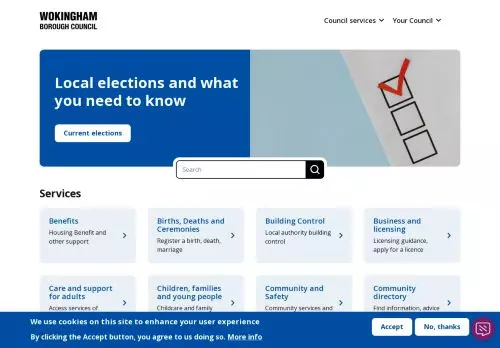 WOKINGHAM
BOROUGH COUNCIL
Council services
Your Council
Local elections and what
you need to know
Current elections
Search
Services
Benefits
Housing Benefit and
other support
Births, Deaths and
Ceremonies
Register a birth, death,
marriage
Building Control
Local authority building
control
Business and
licensing
Licensing guidance,
apply for a licence
Care and support
for adults
Access services of
Children, families
and young people
Childcare and family
Community and
Safety
Community services and
Community
directory
Find information, advice
We use cookies on this site to enhance your user experience
By clicking the Accept button, you agree to us doing so. More info
Accept
No, thanks